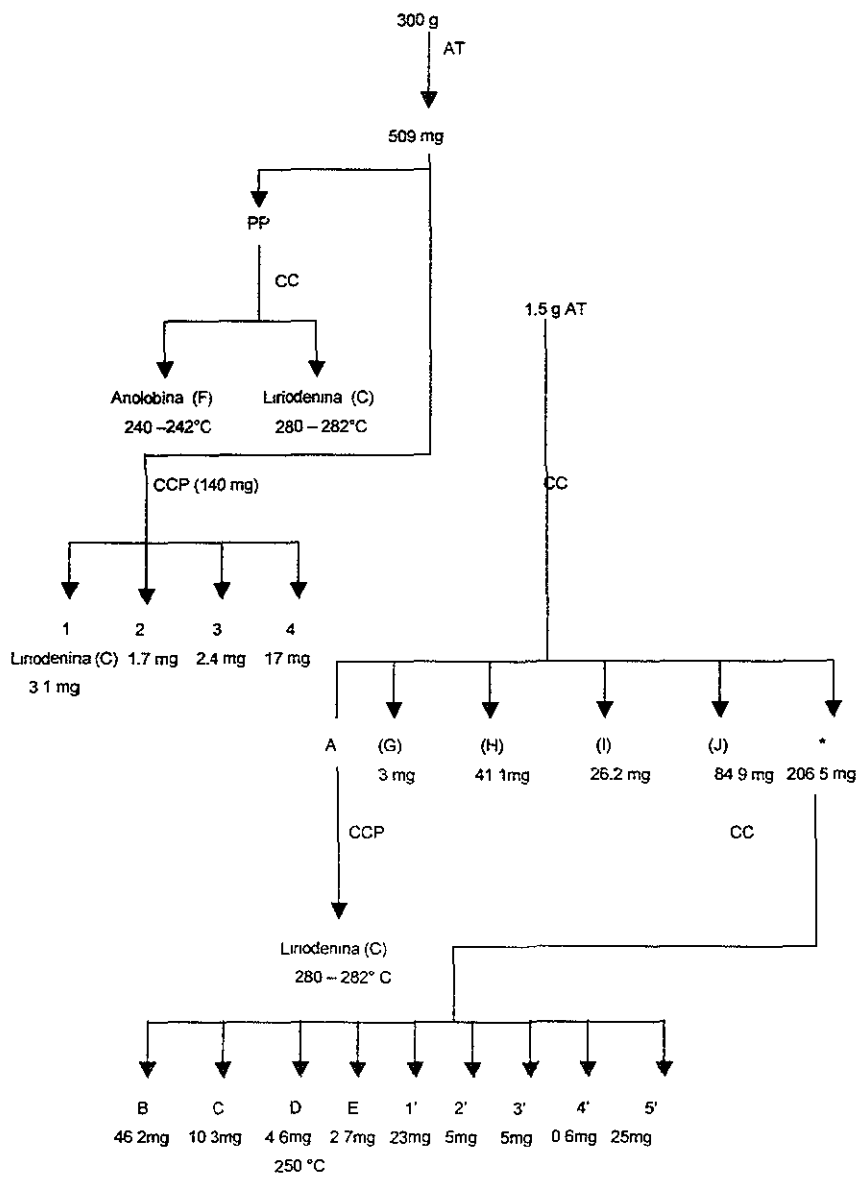 300 g
AT
509 mg
PP
CC
Anolobina (F)
240 –242°C
Liriodenina (C)
280 – 282°C
CCP (140 mg)
1
Liriodenina (C)
3 1 mg
2
1.7 mg
3
2.4 mg
4
17 mg
1.5 g AT
CC
A
(G)
3 mg
(H)
41 1mg
(I)
26.2 mg
(J)
84 9 mg
*
206 5 mg
CCP
CC
Liriodenina (C)
280 – 282° C
B
46 2mg
C
10 3mg
D
4 6mg
250 °C
E
2 7mg
1'
23mg
2'
5mg
3'
5mg
4'
0 6mg
5'
25mg